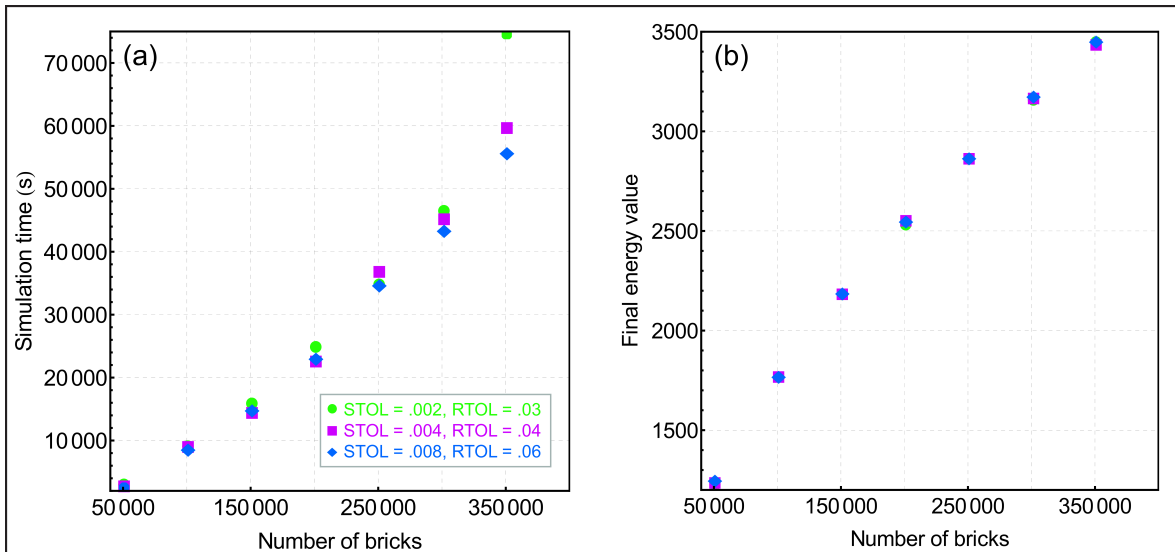 (a)
Simulation time (s)
70 000
60 000
50 000
40 000
30 000
20 000
10 000
STOL = .002, RTOL = .03
STOL = .004, RTOL = .04
STOL = .008, RTOL = .06
50 000 150 000 250 000 350 000
Number of bricks
(b)
Final energy value
3500
3000
2500
2000
1500
50 000 150 000 250 000 350 000
Number of bricks